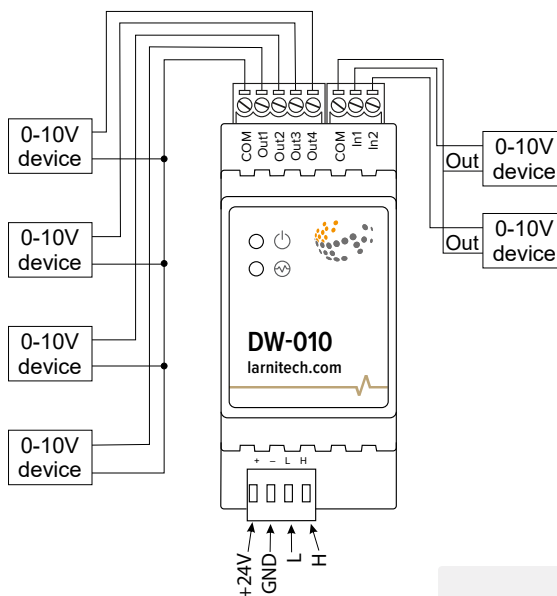 COM
Out1
Out2
Out3
Out4
COM
In1
In2
0-10V
device
0-10V
device
0-10V
device
0-10V
device
Out
0-10V
device
Out
0-10V
device
DW-010
larnitech.com
+ – L H
+24V
GND
L
H